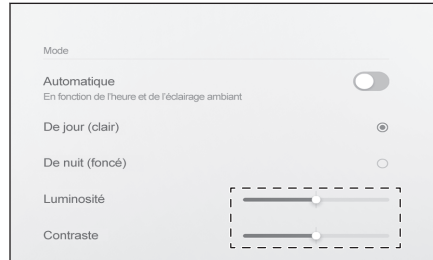 Mode
Automatique
En fonction de l'heure et de l'éclairage ambiant
De jour (clair)
De nuit (foncé)
Luminosité
Contraste